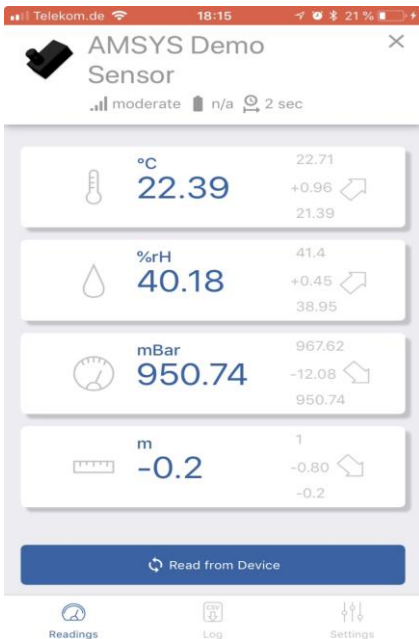 Telekom.de 18:15 21 %
AMSYS Demo
Sensor
moderate n/a 2 sec
°C
22.39
22.71
+0.96
21.39
%rH
40.18
41.4
+0.45
38.95
mBar
950.74
967.62
-12.08
950.74
m
-0.2
1
-0.80
-0.2
Read from Device
CSV
Readings Log Settings